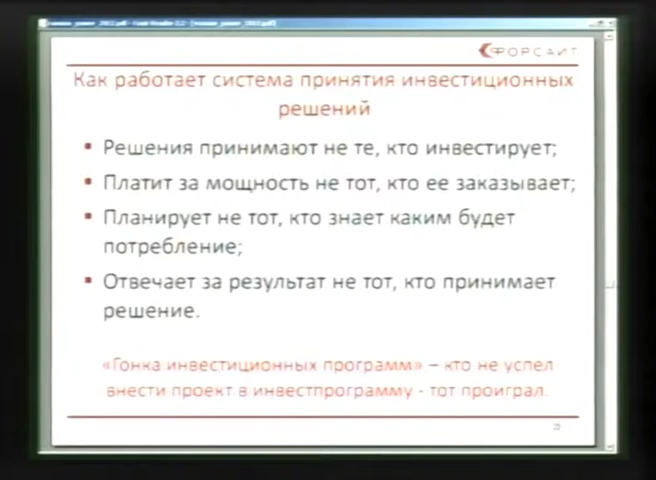 ФОРСАЙТ
Как работает система принятия инвестиционных
решений
Решения принимают не те, кто инвестирует;
Платит за мощность не тот, кто ее заказывает;
Планирует не тот, кто знает каким будет
потребление;
Отвечает за результат не тот, кто принимает
решение.
«Гонка инвестиционных программ» – кто не успел
внести проект в инвестпрограмму - тот проиграл.